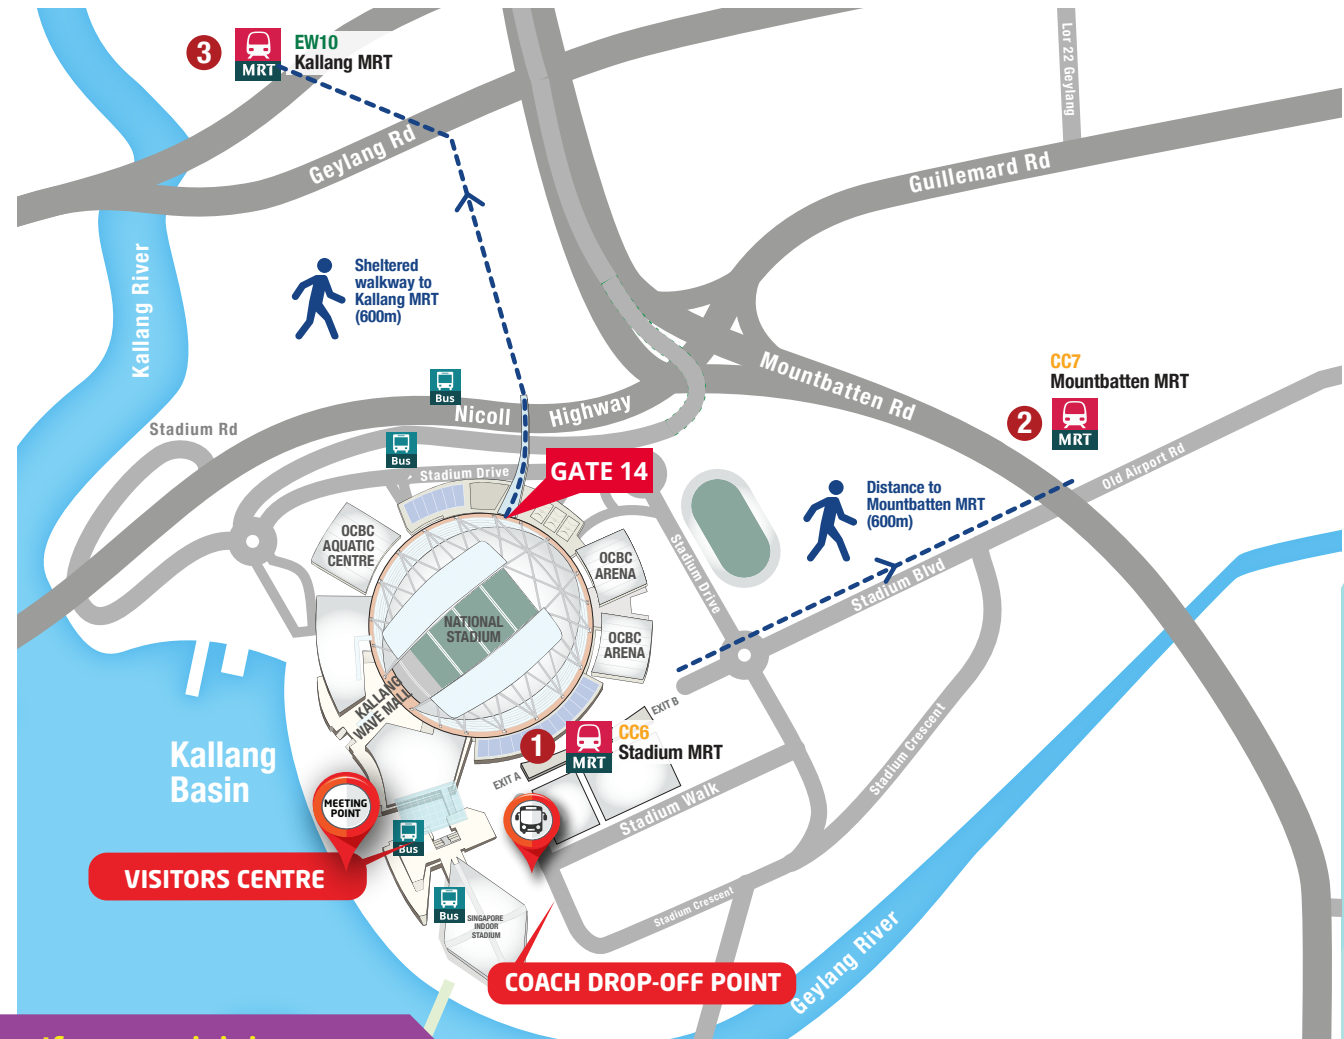 3
MRT
EW10
Kallang MRT
Lor 22 Geylang
Geylang Rd
Guillemard Rd
Kallang River
Sheltered
walkway to
Kallang MRT
(600m)
Mountbatten Rd
CC7
Mountbatten MRT
2
MRT
Bus
Nicoll Highway
Stadium Rd
Bus
Stadium Drive
GATE 14
Old Airport Rd
Distance to
Mountbatten MRT
(600m)
OCBC
AQUATIC
CENTRE
OCBC
ARENA
Stadium Drive
Stadium Blvd
NATIONAL
STADIUM
OCBC
ARENA
KALLANG
WAVE MALL
EXIT B
1
MRT
CC6
Stadium MRT
EXIT A
Stadium Crescent
Kallang
Basin
MEETING
POINT
Stadium Walk
Bus
VISITORS CENTRE
Bus
SINGAPORE
INDOOR
STADIUM
Stadium Crescent
COACH DROP-OFF POINT
Geylang River